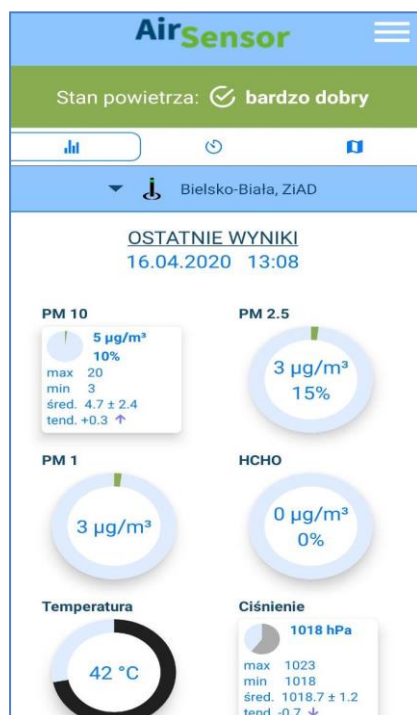 AirSensor
Stan powietrza: bardzo dobry
Bielsko-Biała, ZiAD
OSTATNIE WYNIKI
16.04.2020 13:08
PM 10
5 µg/m³
10%
max 20
min 3
śred. 4.7 ± 2.4
tend. +0.3 ↑
PM 2.5
3 µg/m³
15%
PM 1
3 µg/m³
HCHO
0 µg/m³
0%
Temperatura
42 °C
Ciśnienie
1018 hPa
max 1023
min 1018
śred. 1018.7 ± 1.2
tend. -0.7 ↓